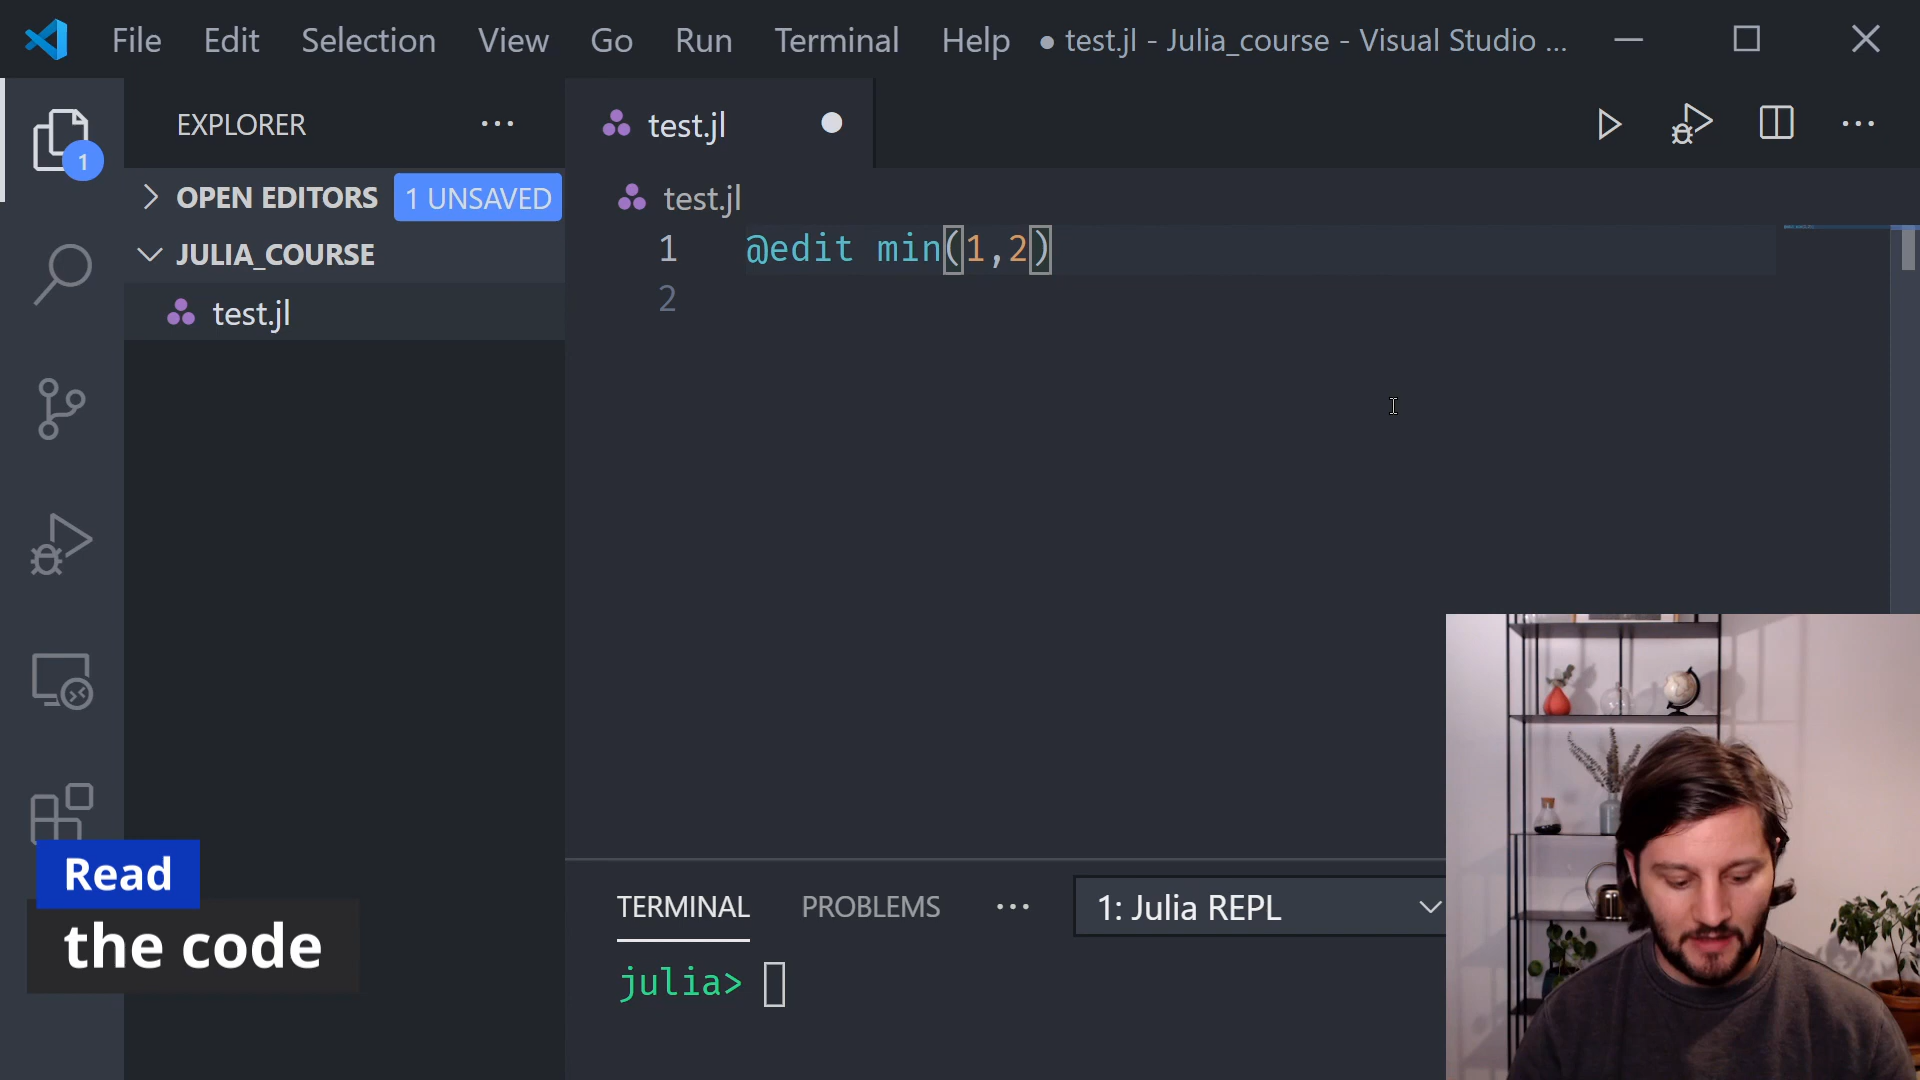 File Edit Selection View Go Run Terminal Help ● test.jl - Julia_course - Visual Studio ...
EXPLORER ...
test.jl
1
OPEN EDITORS 1 UNSAVED
test.jl
JULIA_COURSE
test.jl
1 @edit min(1,2)
2
TERMINAL PROBLEMS ... 1: Julia REPL
julia>
Read
the code